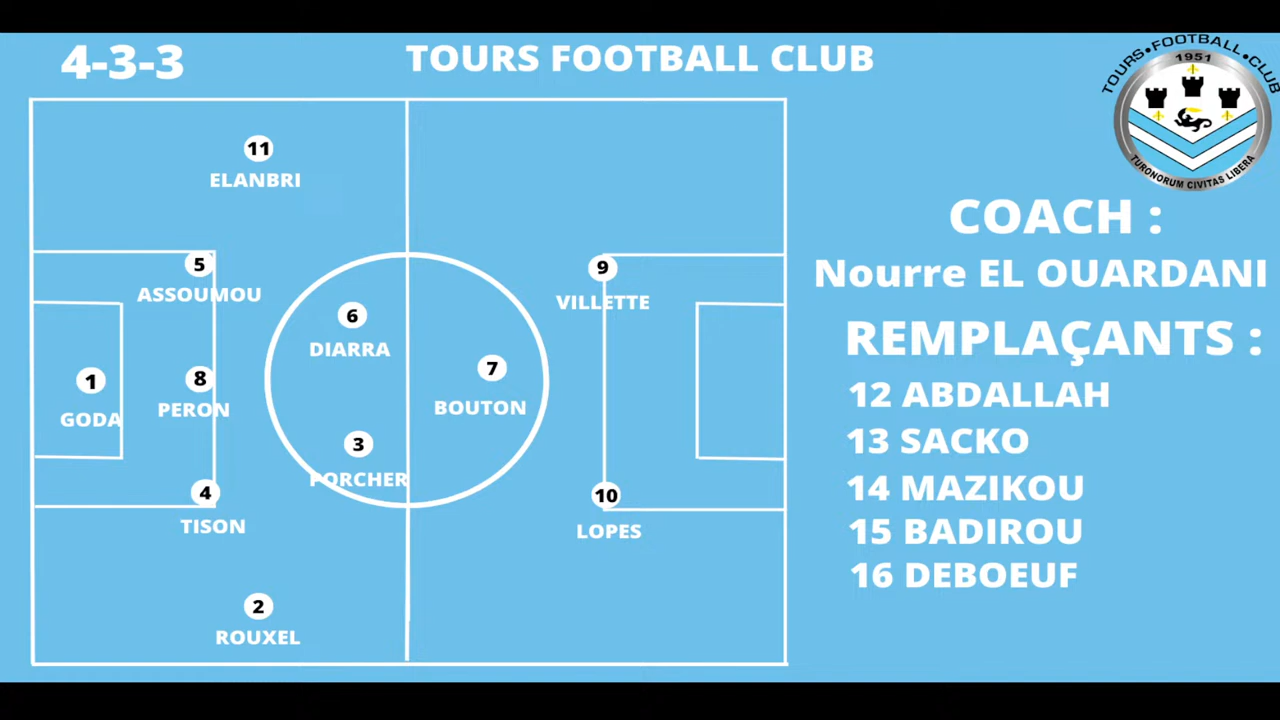 4-3-3
TOURS FOOTBALL CLUB
TOURS•FOOTBALL•CLUB
1951
TURONORUM CIVITAS LIBERA
11
ELANBRI
5
ASSOUMOU
9
VILLETTE
6
DIARRA
7
BOUTON
1
GODA
8
PERON
3
PORCHER
4
TISON
10
LOPES
2
ROUXEL
COACH :
Nourre EL OUARDANI
REMPLAÇANTS :
12 ABDALLAH
13 SACKO
14 MAZIKOU
15 BADIROU
16 DEBOEUF